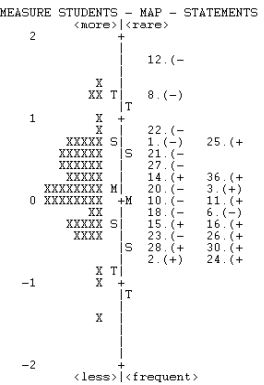 MEASURE STUDENTS - MAP - STATEMENTS
<more>|<rare>
2 +
12.(-
X
XX T 8.(-)
T
1 X +
X 22.(-
XXXXX S 1.(-) 25.(+
XXXXXX S 21.(-
XXXXXX 27.(-
XXXXX 14.(+ 36.(+
XXXXXXXX M 20.(- 3.(+)
0 XXXXXXXX +M 10.(- 11.(+
XX 18.(- 6.(-)
XXXXX S 15.(+ 16.(+
XXXX 23.(- 26.(+
S 28.(+ 30.(+
2.(+) 24.(+
X T
-1 X +
T
X
-2 +
<less>|<frequent>